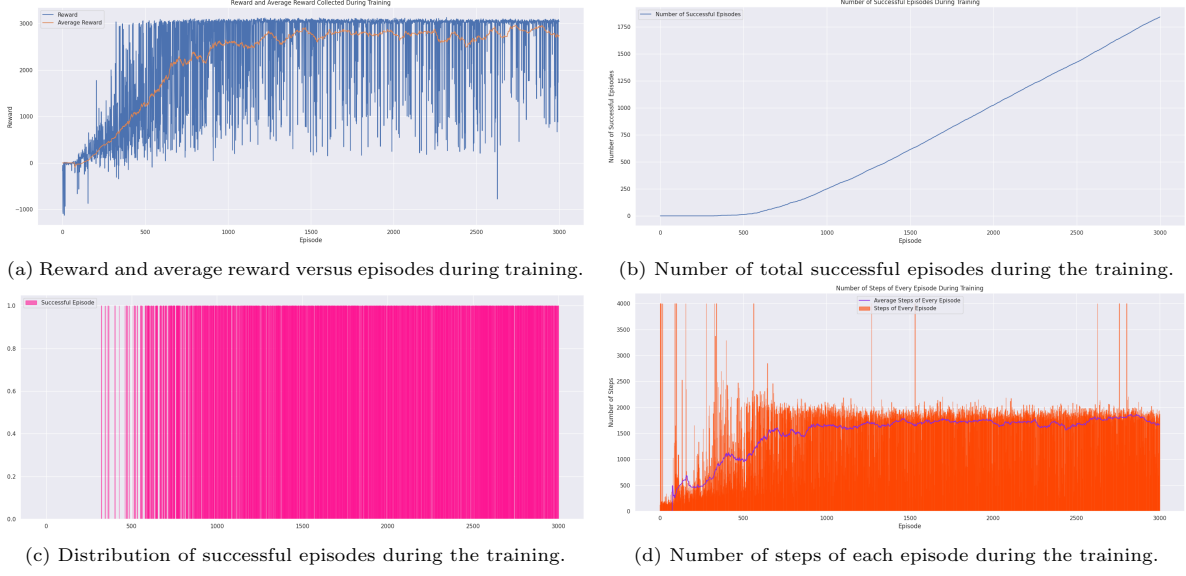 Reward and Average Reward Collected During Training
Reward
Average Reward
3000
2000
1000
0
−1000
Reward
0 500 1000 1500 2000 2500 3000
Episode
(a) Reward and average reward versus episodes during training.
Number of Successful Episodes During Training
Number of Successful Episodes
1750
1500
1250
1000
750
500
250
0
Number of Successful Episodes
0 500 1000 1500 2000 2500 3000
Episode
(b) Number of total successful episodes during the training.
Successful Episode
1.0
0.8
0.6
0.4
0.2
0.0
0 500 1000 1500 2000 2500 3000
(c) Distribution of successful episodes during the training.
Number of Steps of Every Episode During Training
Average Steps of Every Episode
Steps of Every Episode
4000
3500
3000
2500
2000
1500
1000
500
0
Number of Steps
0 500 1000 1500 2000 2500 3000
Episode
(d) Number of steps of each episode during the training.